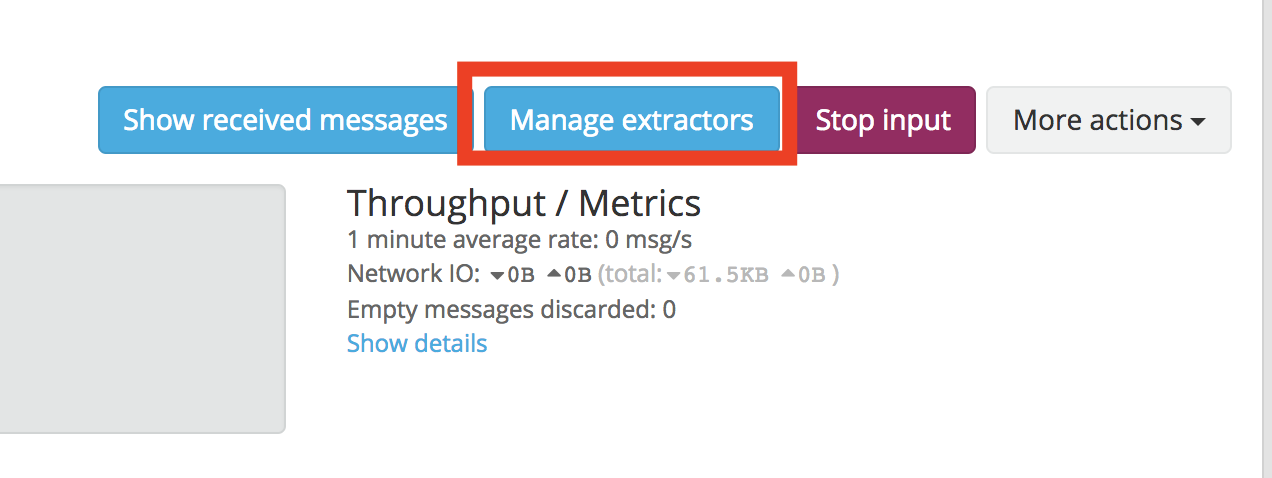 Show received messages Manage extractors Stop input More actions
Throughput / Metrics
1 minute average rate: 0 msg/s
Network IO: 0B 0B (total: 61.5KB 0B )
Empty messages discarded: 0
Show details